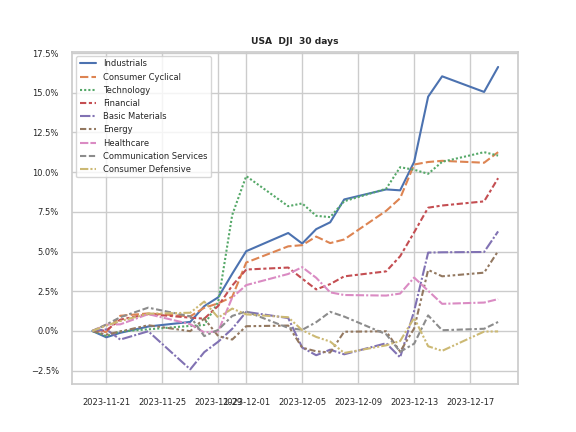 USA DJI 30 days
17.5%
15.0%
12.5%
10.0%
7.5%
5.0%
2.5%
0.0%
−2.5%
Industrials
Consumer Cyclical
Technology
Financial
Basic Materials
Energy
Healthcare
Communication Services
Consumer Defensive
2023-11-21 2023-11-25 2023-11-29 2023-12-01 2023-12-05 2023-12-09 2023-12-13 2023-12-17